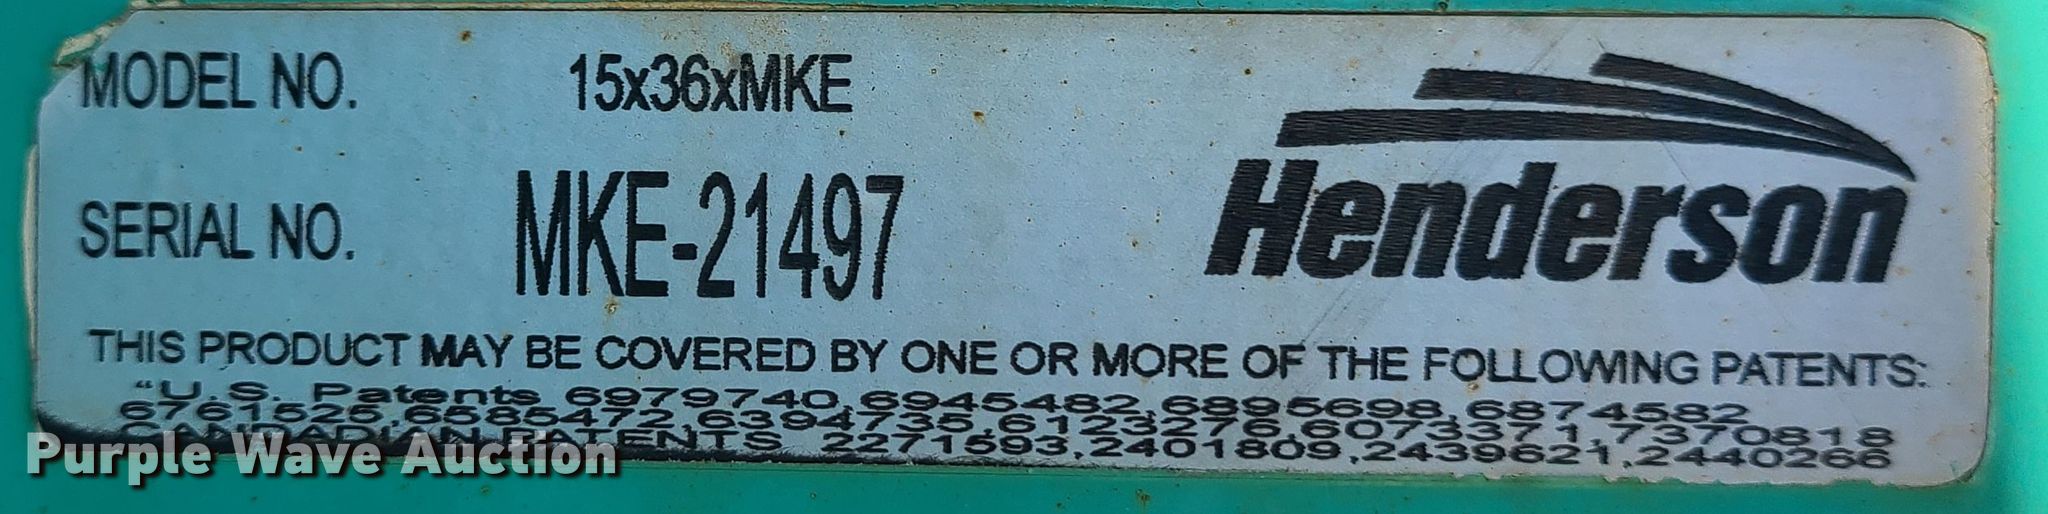 MODEL NO. 15x36xMKE
Henderson
SERIAL NO. MKE-21497
THIS PRODUCT MAY BE COVERED BY ONE OR MORE OF THE FOLLOWING PATENTS:
“U.S. Patents 6979740,6945482,6895698,6874582
6761525,6585472,6394735,6123276,6073371,7370818
CANDADIAN PATENTS 2271593,2401809,2439621,2440266
Purple Wave Auction